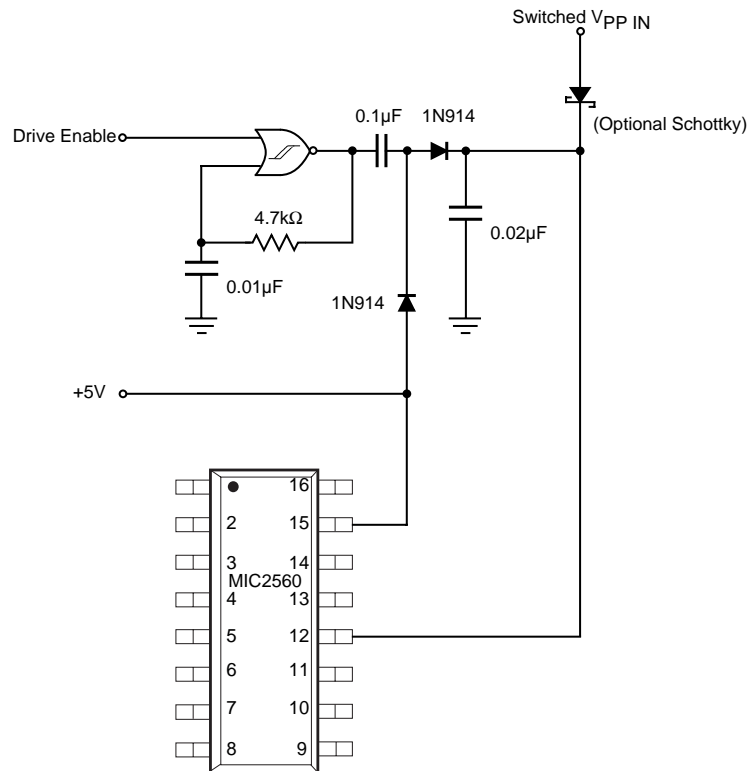 Switched VPP IN
0.1µF
1N914
(Optional Schottky)
Drive Enable
4.7kΩ
0.02µF
0.01µF
1N914
+5V
16
2
15
3
14
MIC2560
4
13
5
12
6
11
7
10
8
9